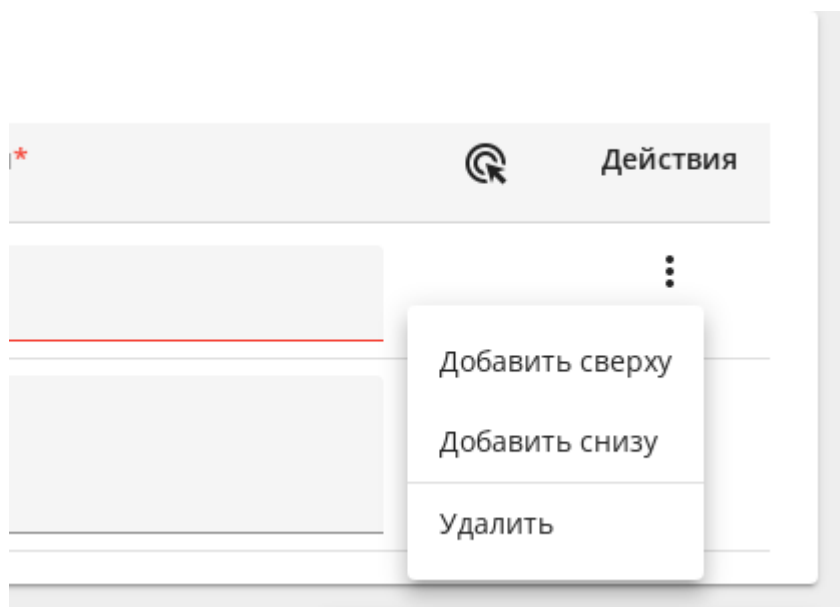 *
Действия
Добавить сверху
Добавить снизу
Удалить